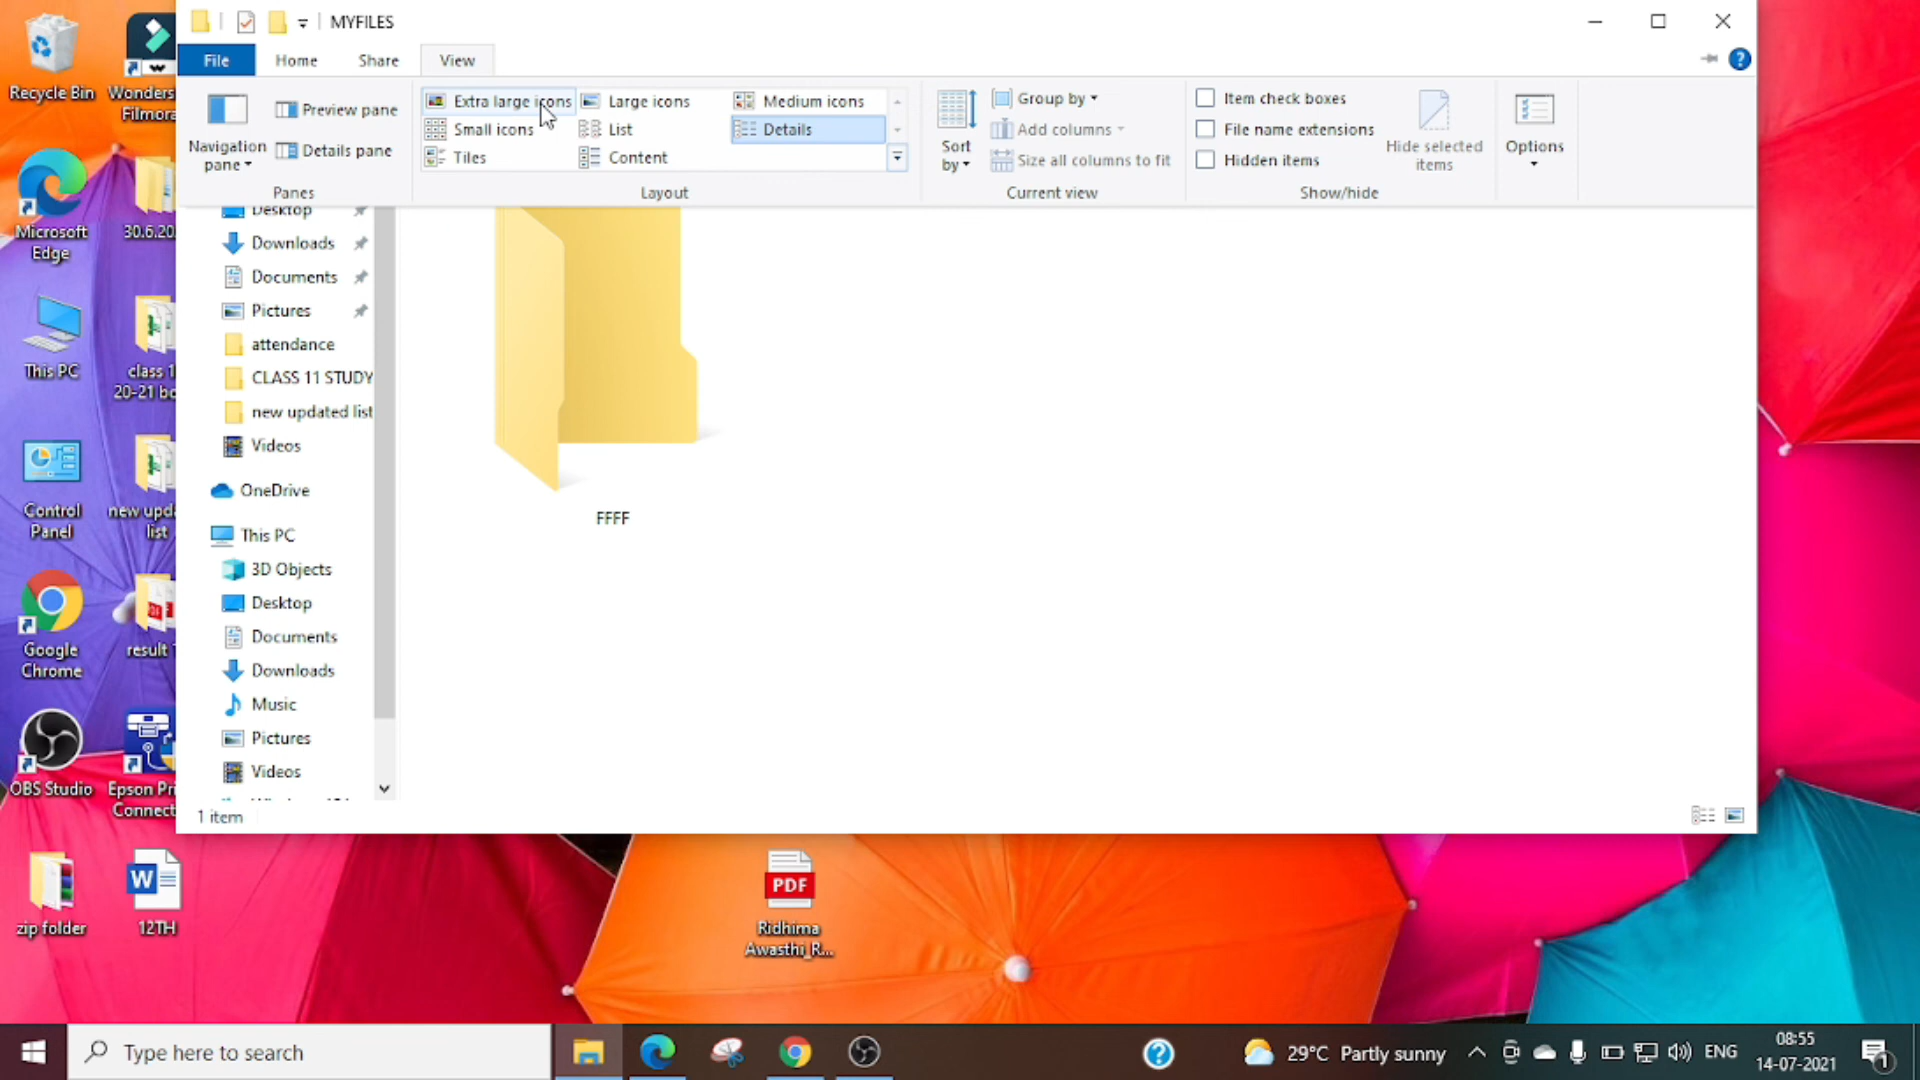 MYFILES
File
Home
Share
View
Navigation
pane
Preview pane
Details pane
Panes
Extra large icons
Large icons
Medium icons
Small icons
List
Details
Tiles
Content
Layout
Sort
by
Group by
Add columns
Size all columns to fit
Current view
Item check boxes
File name extensions
Hidden items
Hide selected
items
Show/hide
Options
Desktop
Downloads
Documents
Pictures
attendance
CLASS 11 STUDY
new updated list
Videos
OneDrive
This PC
3D Objects
Desktop
Documents
Downloads
Music
Pictures
Videos
FFFF
1 item
Recycle Bin
Wonders
Filmora
Microsoft
Edge
30.6.20
This PC
class 1
20-21 bo
Control
Panel
new upda
list
Google
Chrome
result
OBS Studio
Epson Pri
Connect
zip folder
W
12TH
PDF
Ridhima
Awasthi_R...
Type here to search
29°C Partly sunny
ENG
08:55
14-07-2021
1